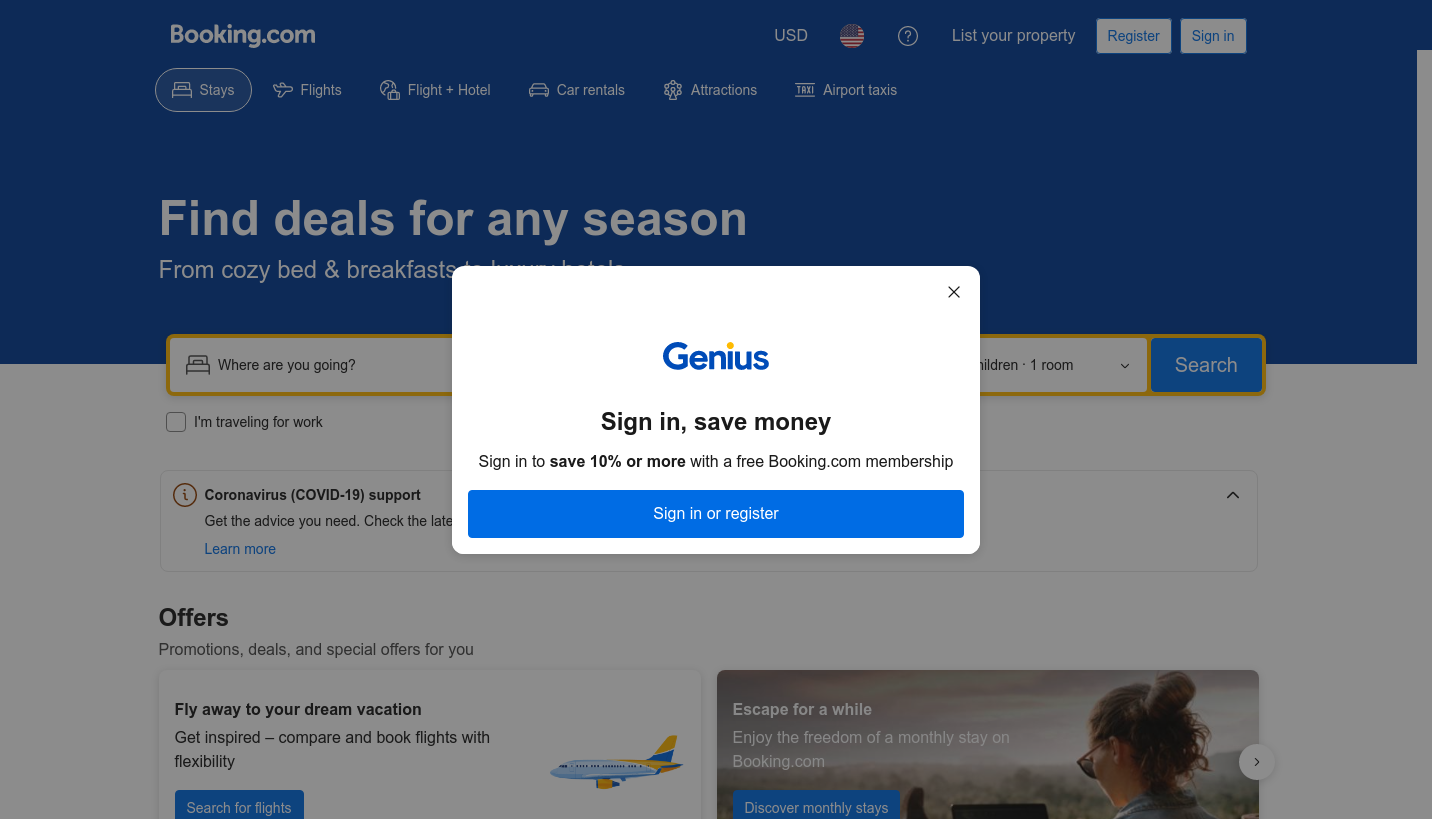 Booking.com
USD
List your property
Register
Sign in
Stays
Flights
Flight + Hotel
Car rentals
Attractions
TAXI
Airport taxis
Find deals for any season
From cozy bed & breakfasts to luxury hotels
Genius
Sign in, save money
Sign in to save 10% or more with a free Booking.com membership
Sign in or register
Where are you going?
· 1 room
Search
I'm traveling for work
Coronavirus (COVID-19) support
Get the advice you need. Check the
Learn more
Offers
Promotions, deals, and special offers for you
Fly away to your dream vacation
Get inspired – compare and book flights with
flexibility
Search for flights
Escape for a while
Enjoy the freedom of a monthly stay on
Booking.com
Discover monthly stays